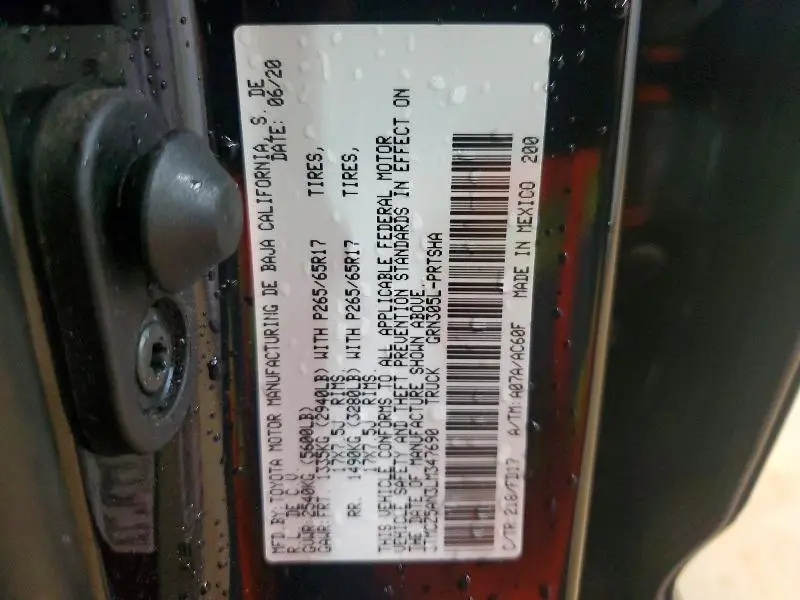 MFD.BY: TOYOTA MOTOR MANUFACTURING DE BAJA CALIFORNIA, S. DE
R.L. DE C.V. DATE: 06/20
GVWR 2540KG (5600LB)
GAWR: FRT. 1335KG (2940LB) WITH P265/65R17 TIRES,
17X7.5J RIMS.
RR. 1490KG (3280LB) WITH P265/65R17 TIRES,
17X7.5J RIMS.
THIS VEHICLE CONFORMS TO ALL APPLICABLE FEDERAL MOTOR
VEHICLE SAFETY AND THEFT PREVENTION STANDARDS IN EFFECT ON
THE DATE OF MANUFACTURE SHOWN ABOVE.
TRUCK GRN305L-PRTSHA
C/TR: 218/FD17 A/TM: A07A/AC60F MADE IN MEXICO 200